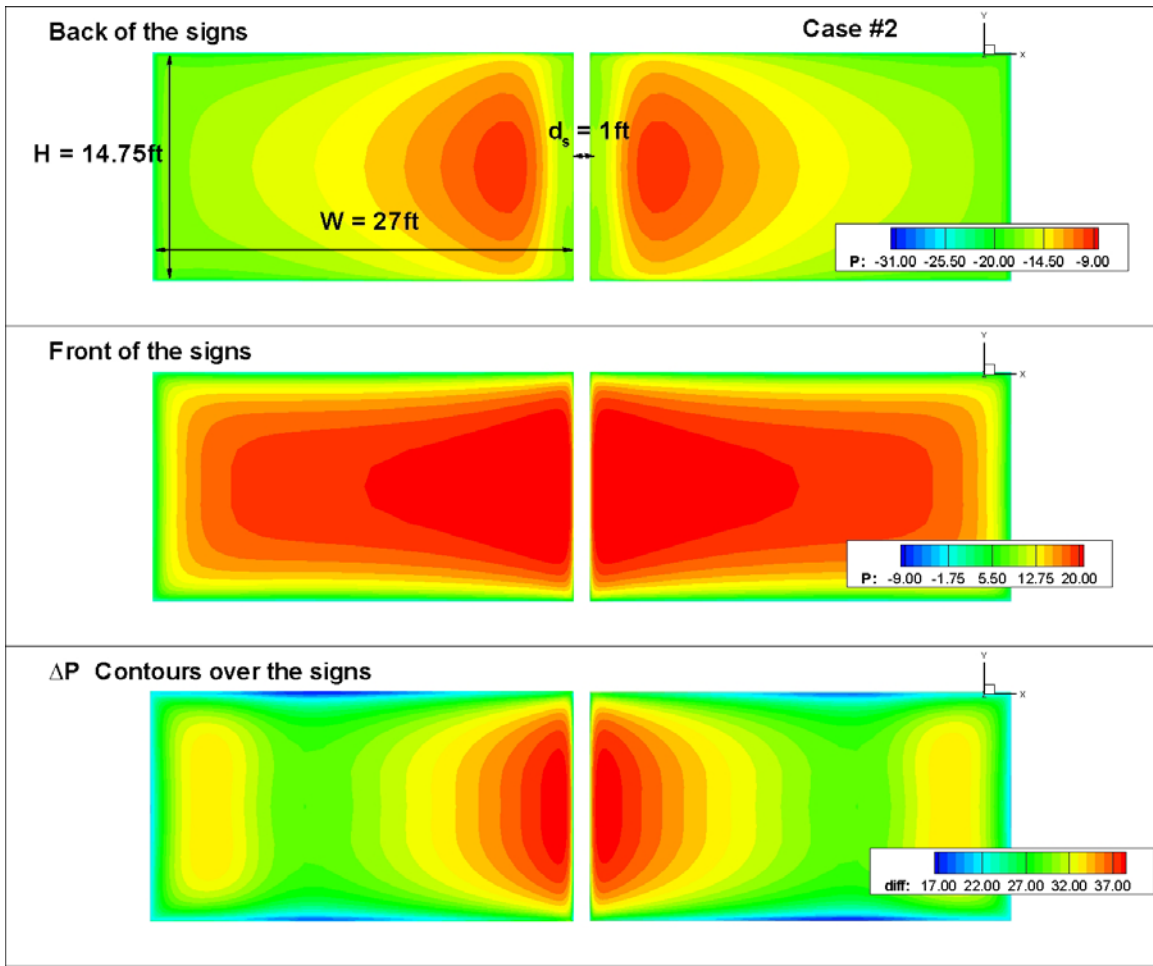 Back of the signs
Case #2
Y
X
H = 14.75ft
d_s = 1ft
W = 27ft
P: -31.00 -25.50 -20.00 -14.50 -9.00
Front of the signs
Y
X
P: -9.00 -1.75 5.50 12.75 20.00
ΔP Contours over the signs
Y
X
diff: 17.00 22.00 27.00 32.00 37.00